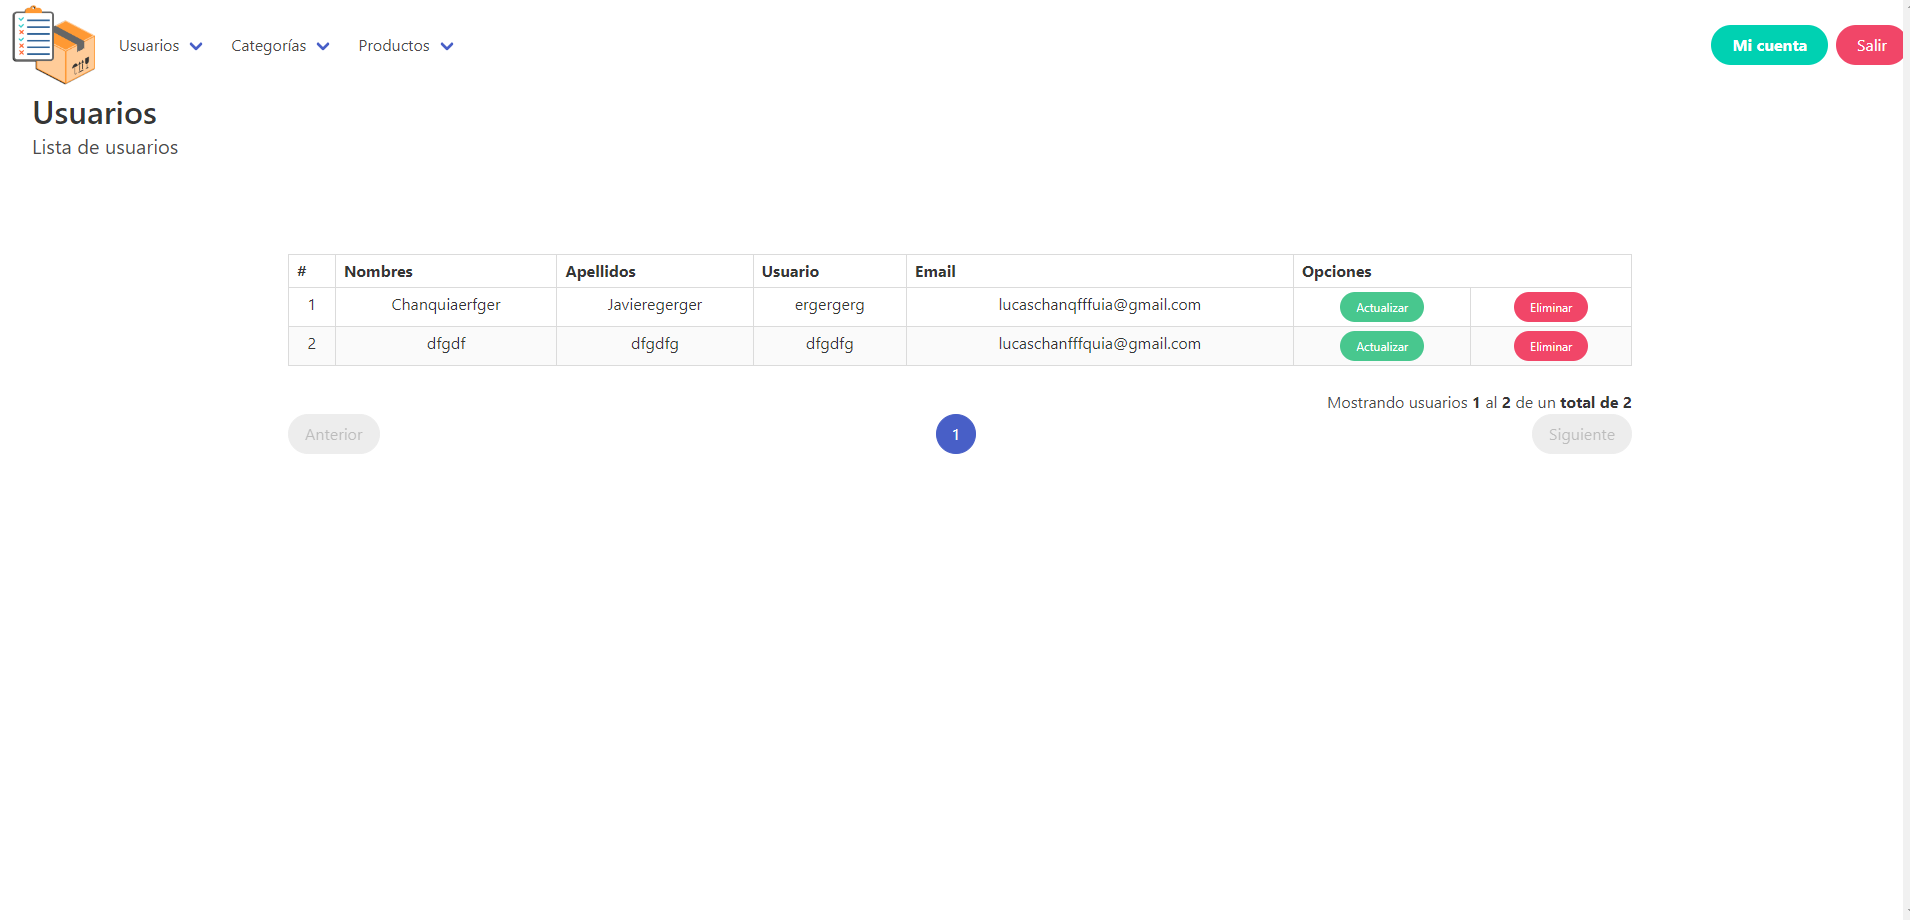 Usuarios Categorías Productos Mi cuenta Salir
Usuarios
Lista de usuarios
# Nombres Apellidos Usuario Email Opciones
1 Chanquiaerfger Javieregerger ergergerg lucaschanqfffuia@gmail.com Actualizar Eliminar
2 dfgdf dfgdfg dfgdfg lucaschanfffquia@gmail.com Actualizar Eliminar
Mostrando usuarios 1 al 2 de un total de 2
Anterior 1 Siguiente